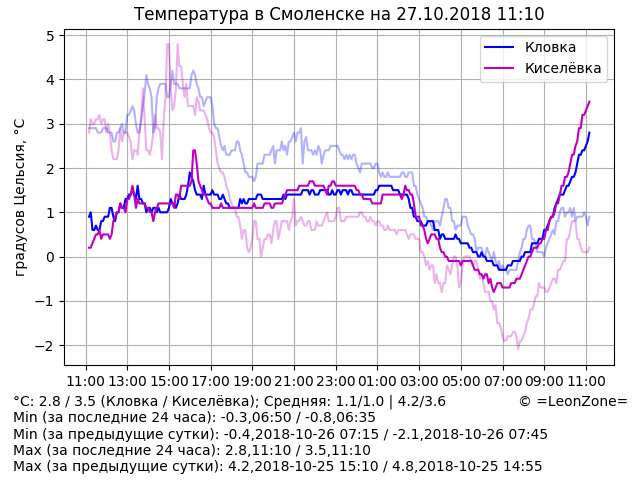 Температура в Смоленске на 27.10.2018 11:10
градусов Цельсия, °C
5
4
3
2
1
0
−1
−2
Кловка
Киселёвка
11:00 13:00 15:00 17:00 19:00 21:00 23:00 01:00 03:00 05:00 07:00 09:00 11:00
°C: 2.8 / 3.5 (Кловка / Киселёвка); Средняя: 1.1/1.0 | 4.2/3.6 © =LeonZone=
Min (за последние 24 часа): -0.3,06:50 / -0.8,06:35
Min (за предыдущие сутки): -0.4,2018-10-26 07:15 / -2.1,2018-10-26 07:45
Max (за последние 24 часа): 2.8,11:10 / 3.5,11:10
Max (за предыдущие сутки): 4.2,2018-10-25 15:10 / 4.8,2018-10-25 14:55